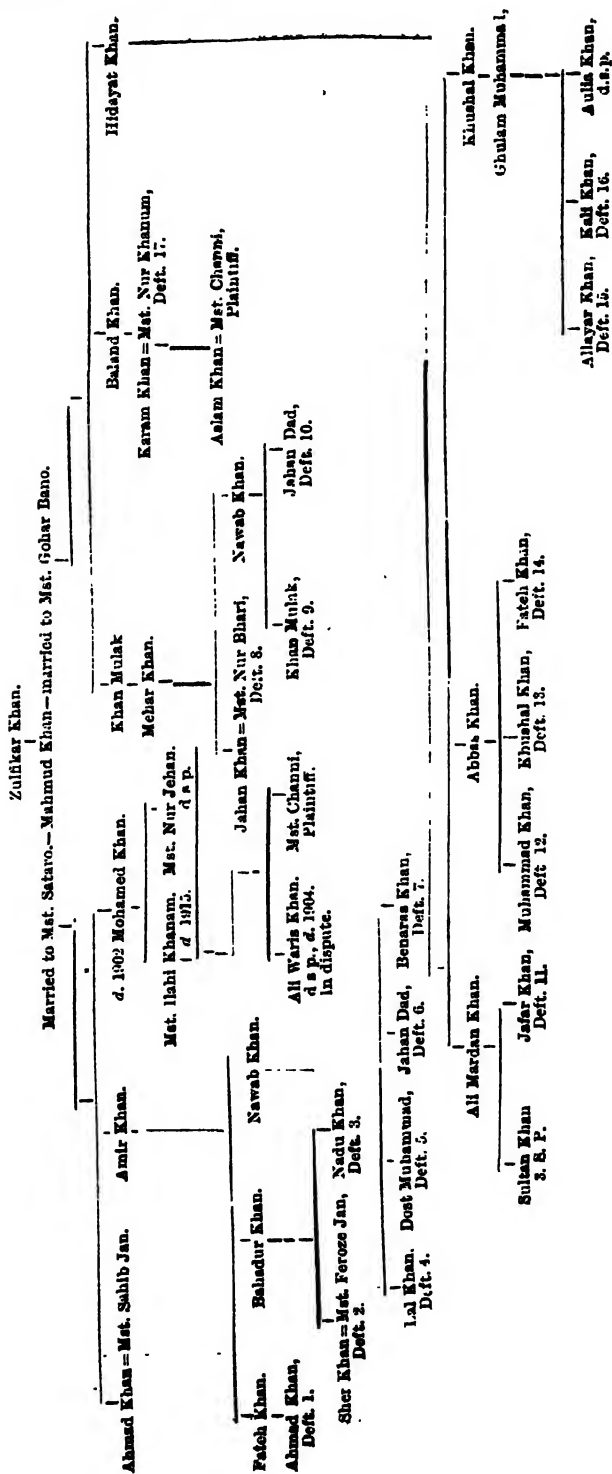 Zulfikar Khan.
Married to Mst. Sataro.—Mahmud Khan—married to Mst. Gohar Bano.
Ahmad Khan=Mst. Sahib Jan.
Amir Khan.
d. 1902 Mohamed Khan.
Khan Mulak
Baland Khan.
Hidayat Khan.
Mehar Khan.
Karam Khan=Mst. Nur Khanum,
Deft. 17.
Mst. Ilahi Khanam.
d 1915.
Mst. Nur Jehan.
d s p.
Aalam Khan=Mst. Channi,
Plaintiff.
Fateh Khan.
Bahadur Khan.
Nawab Khan.
Jahan Khan=Mst. Nur Bhari,
Deft. 8.
Nawab Khan.
Ahmad Khan,
Deft. 1.
Ali Waris Khan.
d s p., d. 1904.
In dispute.
Mst. Channi,
Plaintiff.
Khan Mulak,
Deft. 9.
Jahan Dad,
Deft. 10.
Sher Khan=Mst. Feroze Jan,
Deft. 2.
Nadu Khan,
Deft. 3.
Lal Khan.
Deft. 4.
Dost Muhammad,
Deft. 5.
Jahan Dad,
Deft. 6.
Benaras Khan,
Deft. 7.
Ali Mardan Khan.
Abbas Khan.
Khushal Khan.
Ghulam Muhammad,
Sultan Khan
S. P.
Jafar Khan,
Deft. 11.
Muhammad Khan,
Deft 12.
Khushal Khan,
Deft. 13.
Fateh Khan,
Deft. 14.
Allayar Khan,
Deft. 15.
Kali Khan,
Deft. 16.
Aulia Khan,
d.s.p.